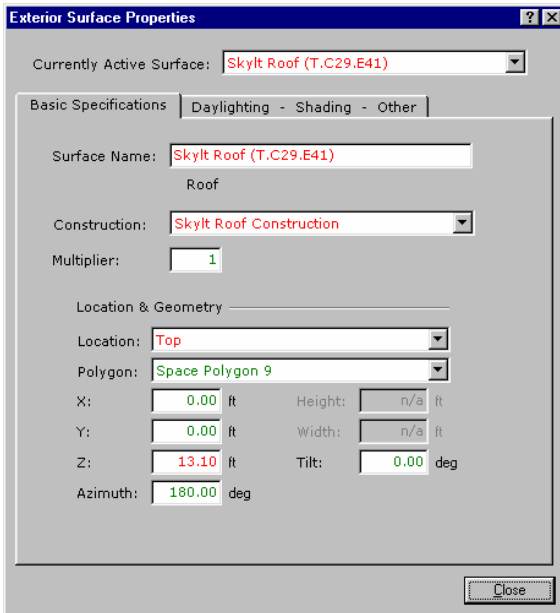 Exterior Surface Properties ? X
Currently Active Surface: Skylt Roof (T.C29.E41)
Basic Specifications Daylighting - Shading - Other
Surface Name: Skylt Roof (T.C29.E41)
Roof
Construction: Skylt Roof Construction
Multiplier: 1
Location & Geometry
Location: Top
Polygon: Space Polygon 9
X: 0.00 ft Height: n/a ft
Y: 0.00 ft Width: n/a ft
Z: 13.10 ft Tilt: 0.00 deg
Azimuth: 180.00 deg
Close